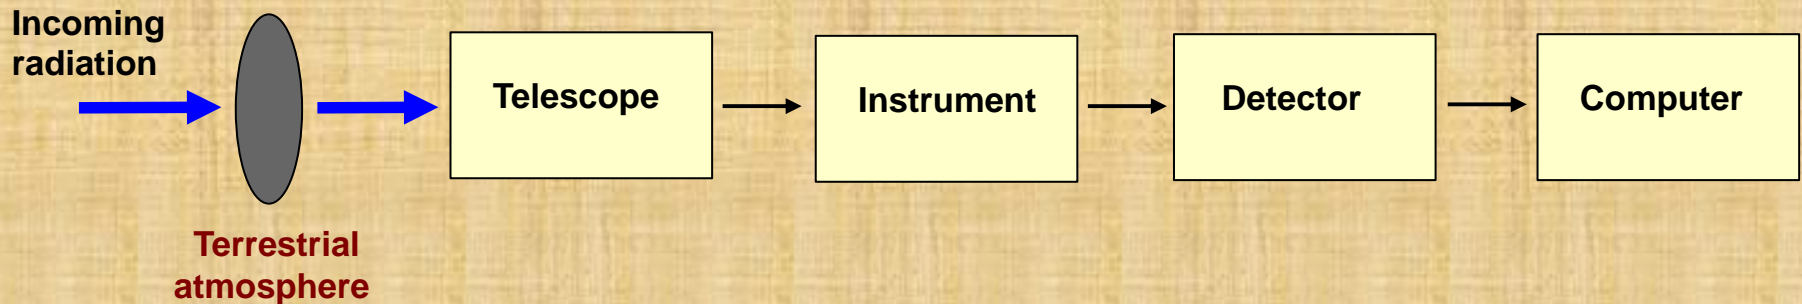 Incoming
radiation
Telescope
Instrument
Detector
Computer
Terrestrial
atmosphere